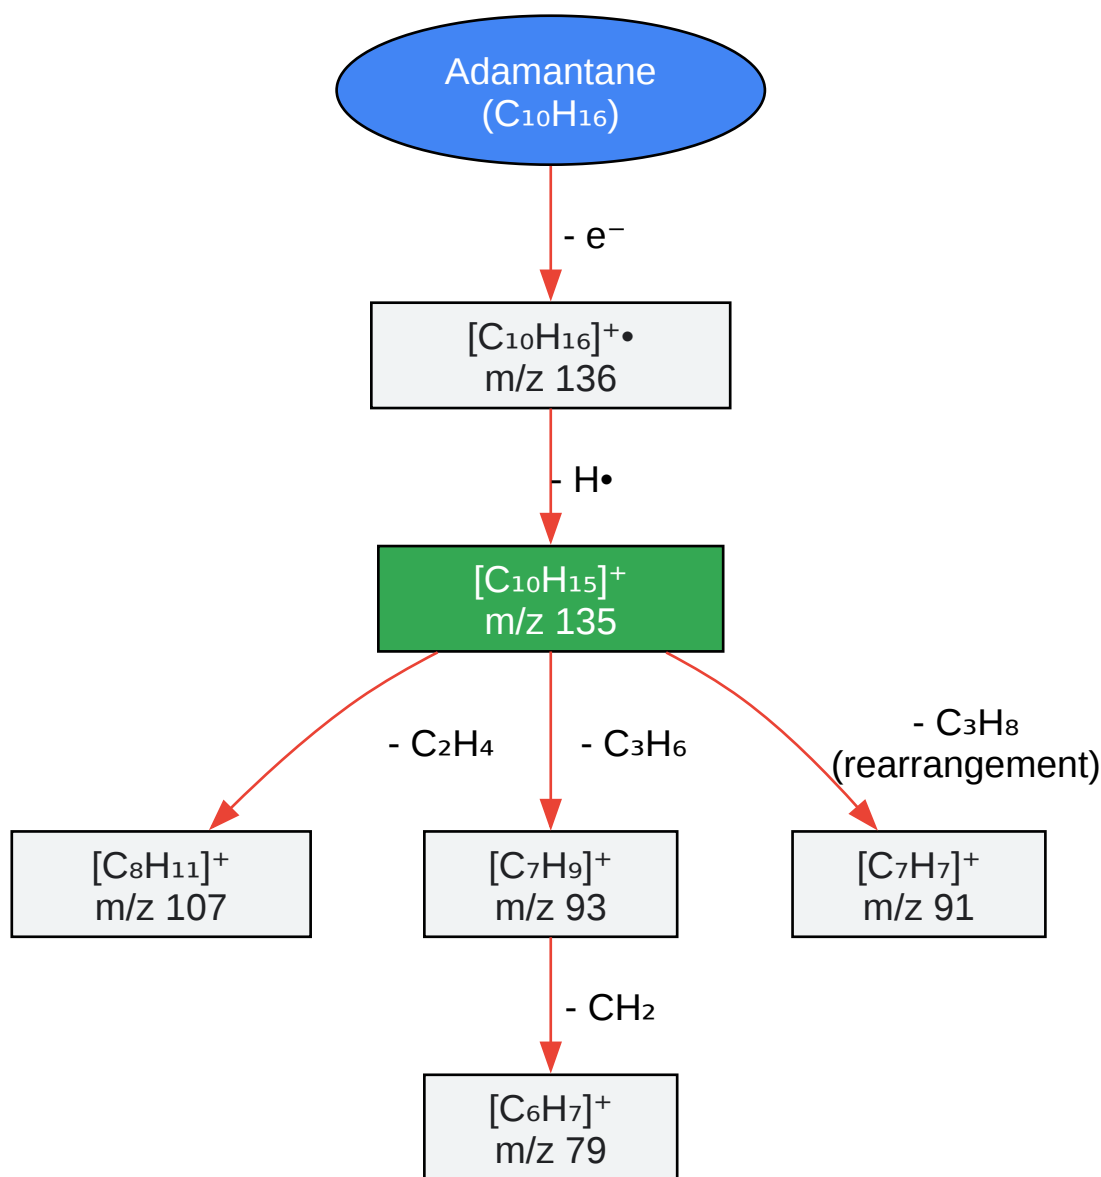 Adamantane
(C₁₀H₁₆)
- e⁻
[C₁₀H₁₆]⁺•
m/z 136
- H•
[C₁₀H₁₅]⁺
m/z 135
- C₂H₄
- C₃H₆
- C₃H₈
(rearrangement)
[C₈H₁₁]⁺
m/z 107
[C₇H₉]⁺
m/z 93
[C₇H₇]⁺
m/z 91
- CH₂
[C₆H₇]⁺
m/z 79